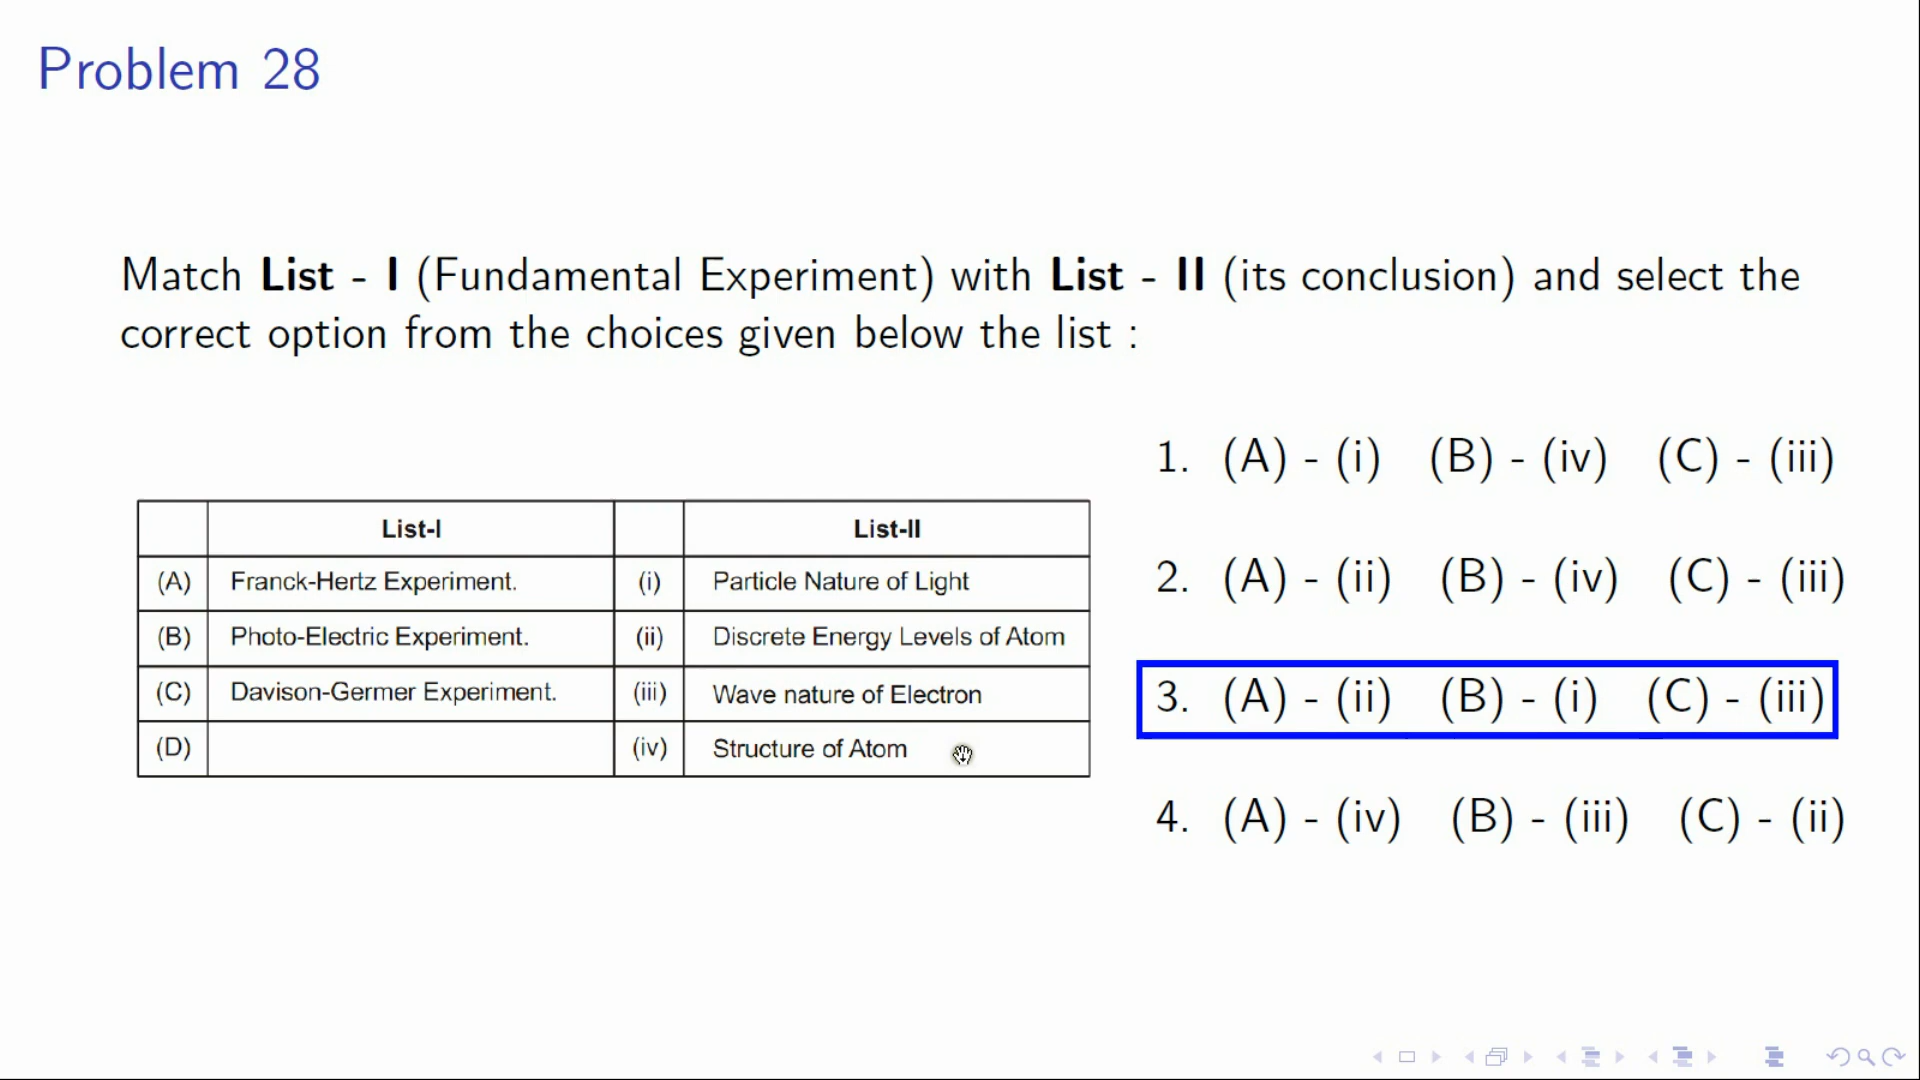 Problem 28
Match List - I (Fundamental Experiment) with List - II (its conclusion) and select the
correct option from the choices given below the list :
List-I List-II
(A) Franck-Hertz Experiment. (i) Particle Nature of Light
(B) Photo-Electric Experiment. (ii) Discrete Energy Levels of Atom
(C) Davison-Germer Experiment. (iii) Wave nature of Electron
(D) (iv) Structure of Atom
1. (A) - (i) (B) - (iv) (C) - (iii)
2. (A) - (ii) (B) - (iv) (C) - (iii)
3. (A) - (ii) (B) - (i) (C) - (iii)
4. (A) - (iv) (B) - (iii) (C) - (ii)